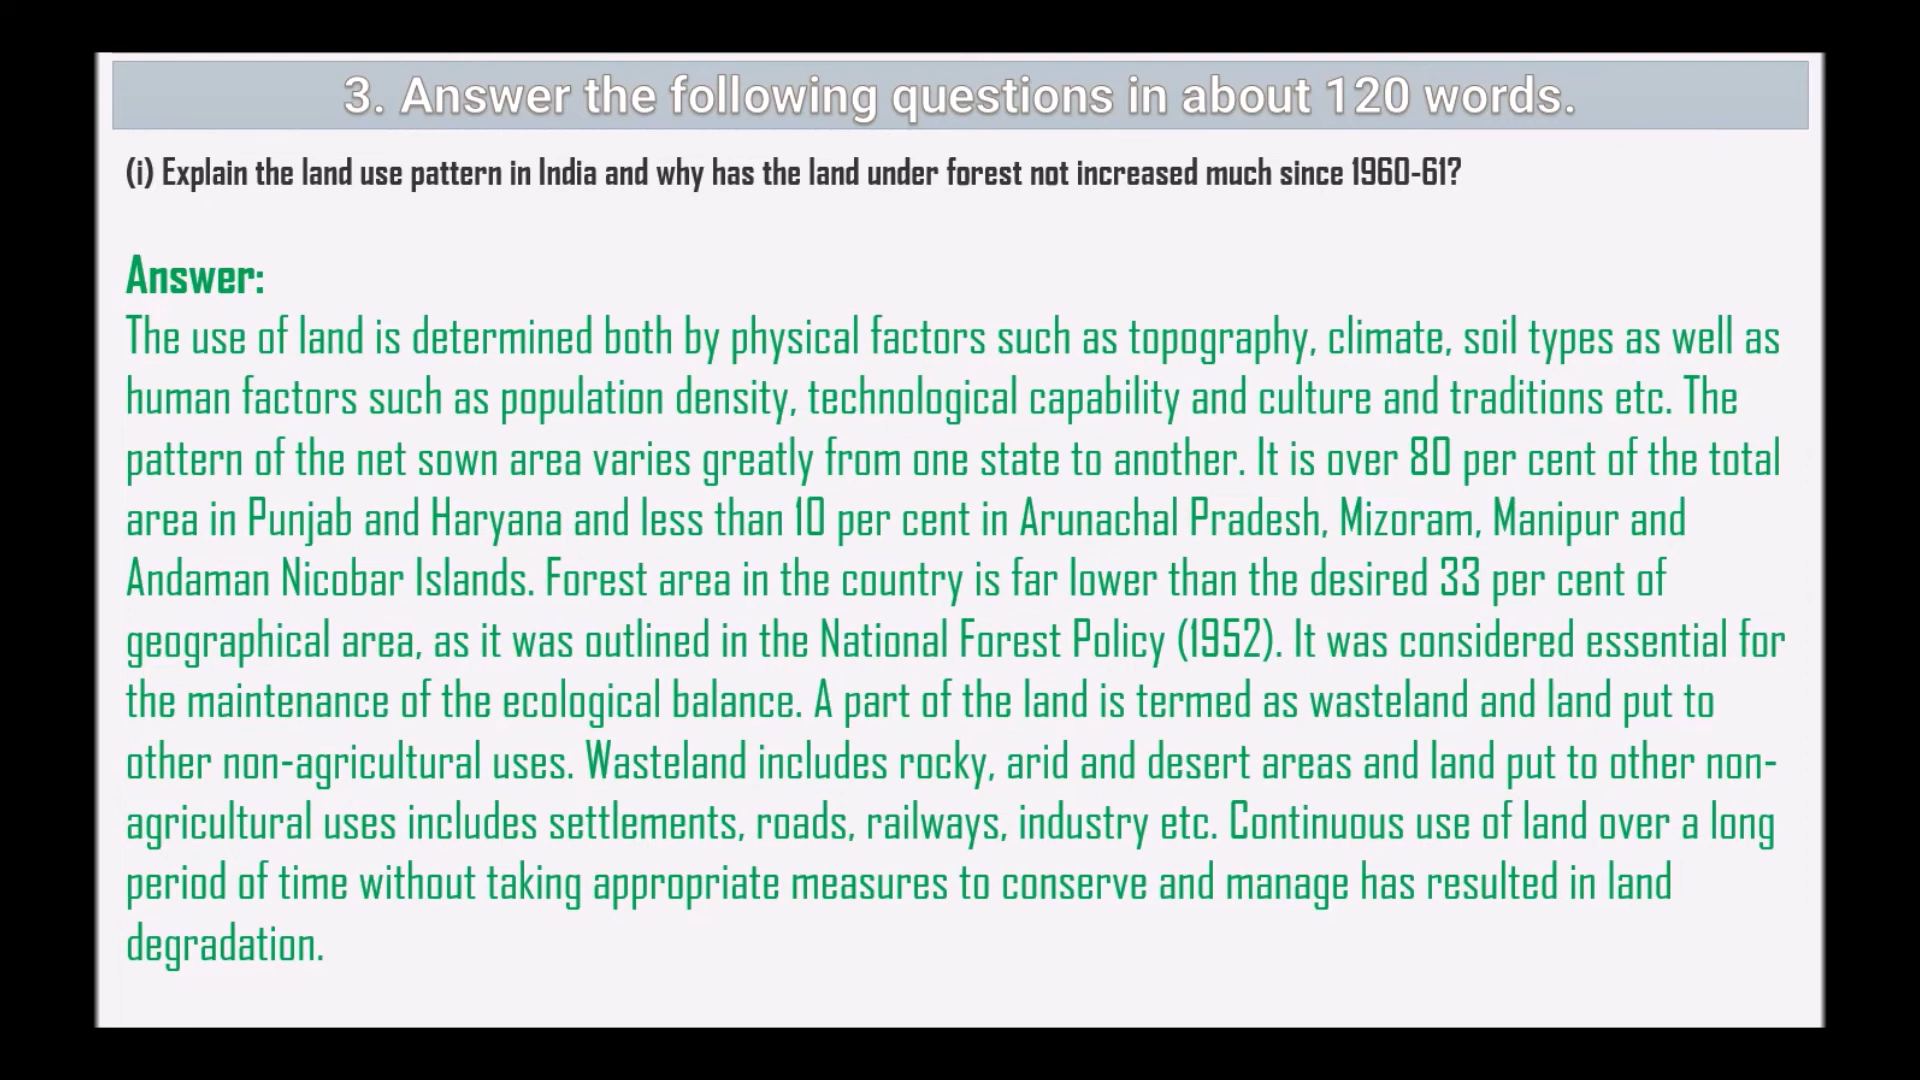 3. Answer the following questions in about 120 words.
(i) Explain the land use pattern in India and why has the land under forest not increased much since 1960-61?
Answer:
The use of land is determined both by physical factors such as topography, climate, soil types as well as
human factors such as population density, technological capability and culture and traditions etc. The
pattern of the net sown area varies greatly from one state to another. It is over 80 per cent of the total
area in Punjab and Haryana and less than 10 per cent in Arunachal Pradesh, Mizoram, Manipur and
Andaman Nicobar Islands. Forest area in the country is far lower than the desired 33 per cent of
geographical area, as it was outlined in the National Forest Policy (1952). It was considered essential for
the maintenance of the ecological balance. A part of the land is termed as wasteland and land put to
other non-agricultural uses. Wasteland includes rocky, arid and desert areas and land put to other non-
agricultural uses includes settlements, roads, railways, industry etc. Continuous use of land over a long
period of time without taking appropriate measures to conserve and manage has resulted in land
degradation.